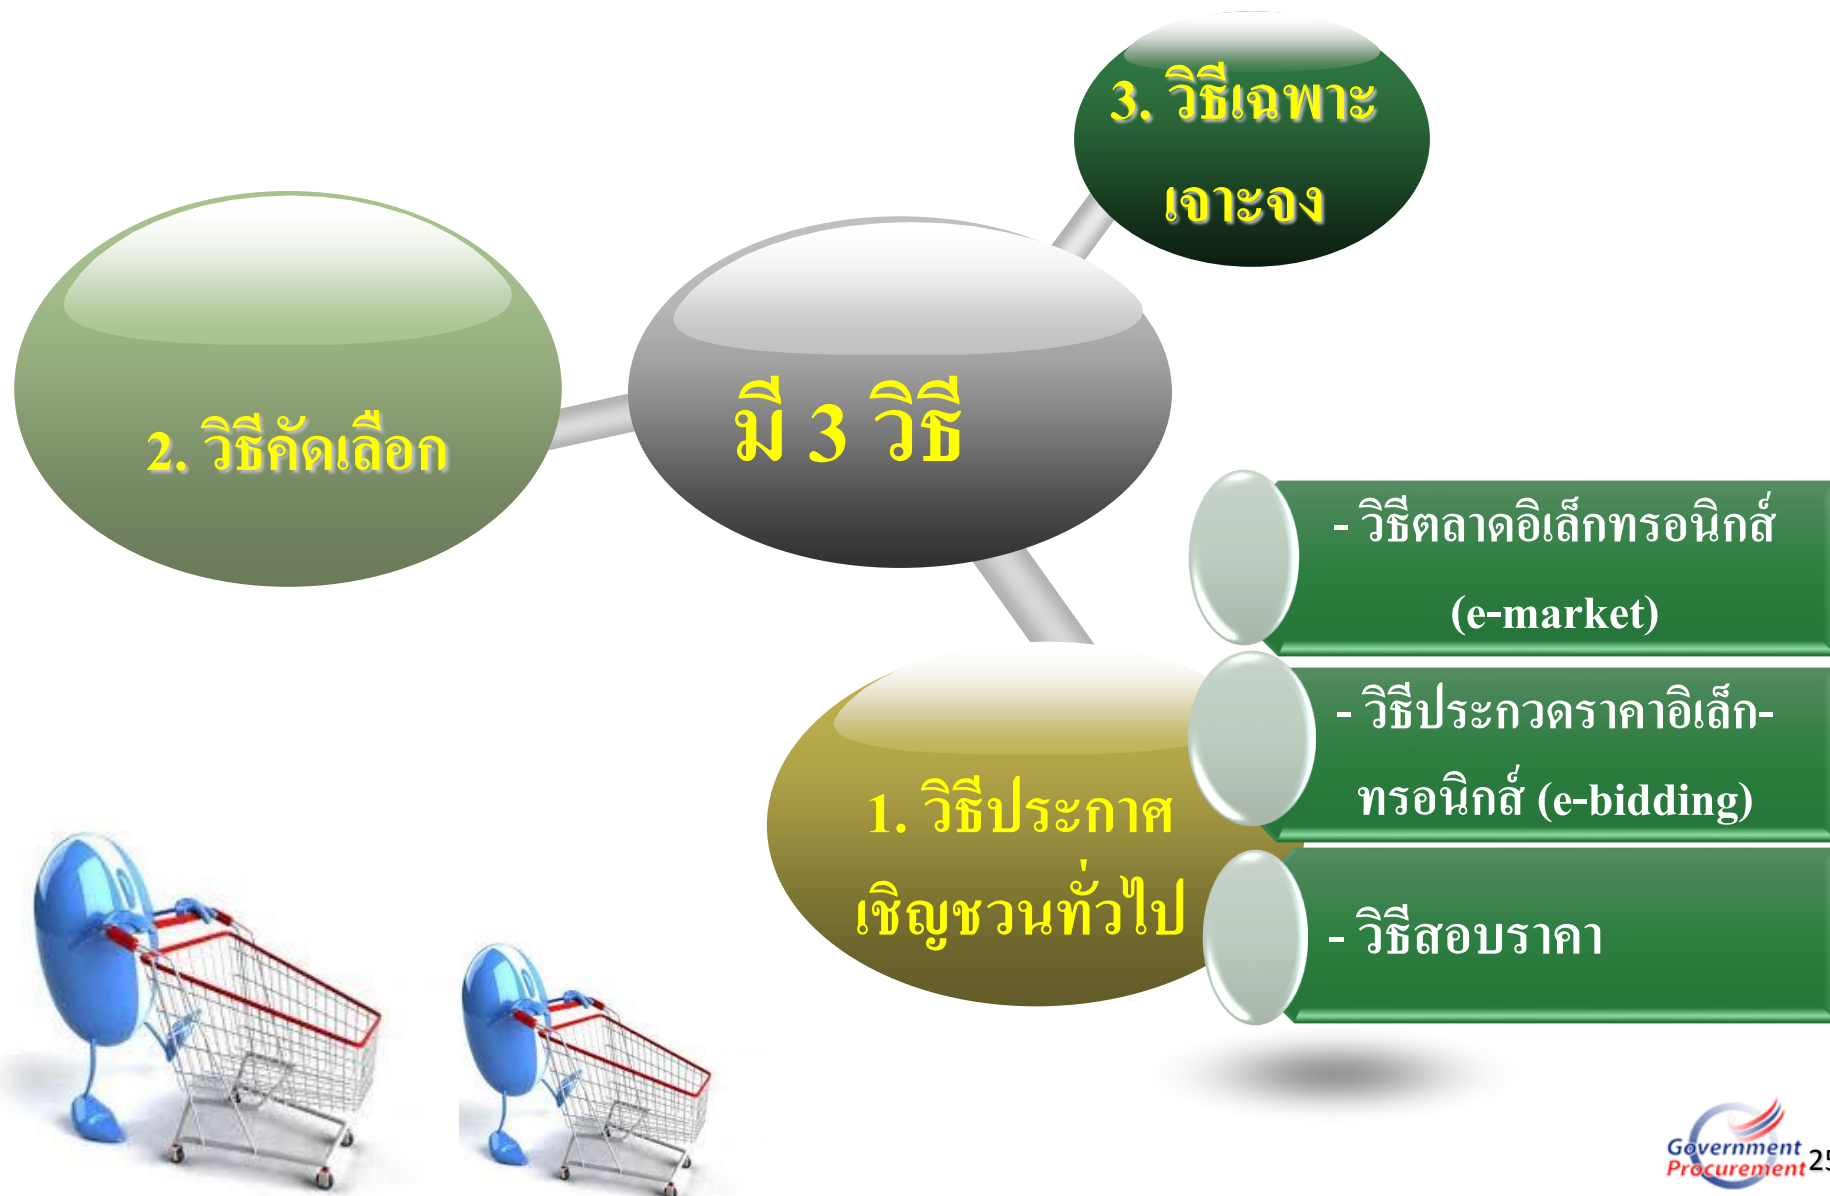 3. วิธีเฉพาะ
เจาะจง
มี 3 วิธี
2. วิธีคัดเลือก
- วิธีตลาดอิเล็กทรอนิกส์
(e-market)
- วิธีประกวดราคาอิเล็ก-
ทรอนิกส์ (e-bidding)
1. วิธีประกาศ
เชิญชวนทั่วไป
- วิธีสอบราคา
Government
Procurement
25